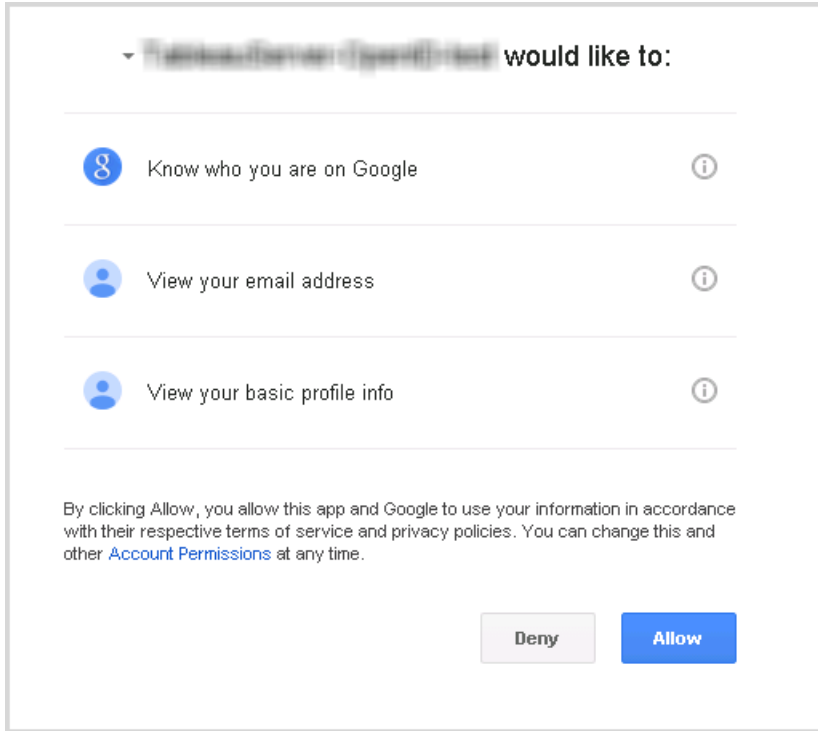 would like to:
g
Know who you are on Google
View your email address
View your basic profile info
By clicking Allow, you allow this app and Google to use your information in accordance
with their respective terms of service and privacy policies. You can change this and
other Account Permissions at any time.
Deny
Allow